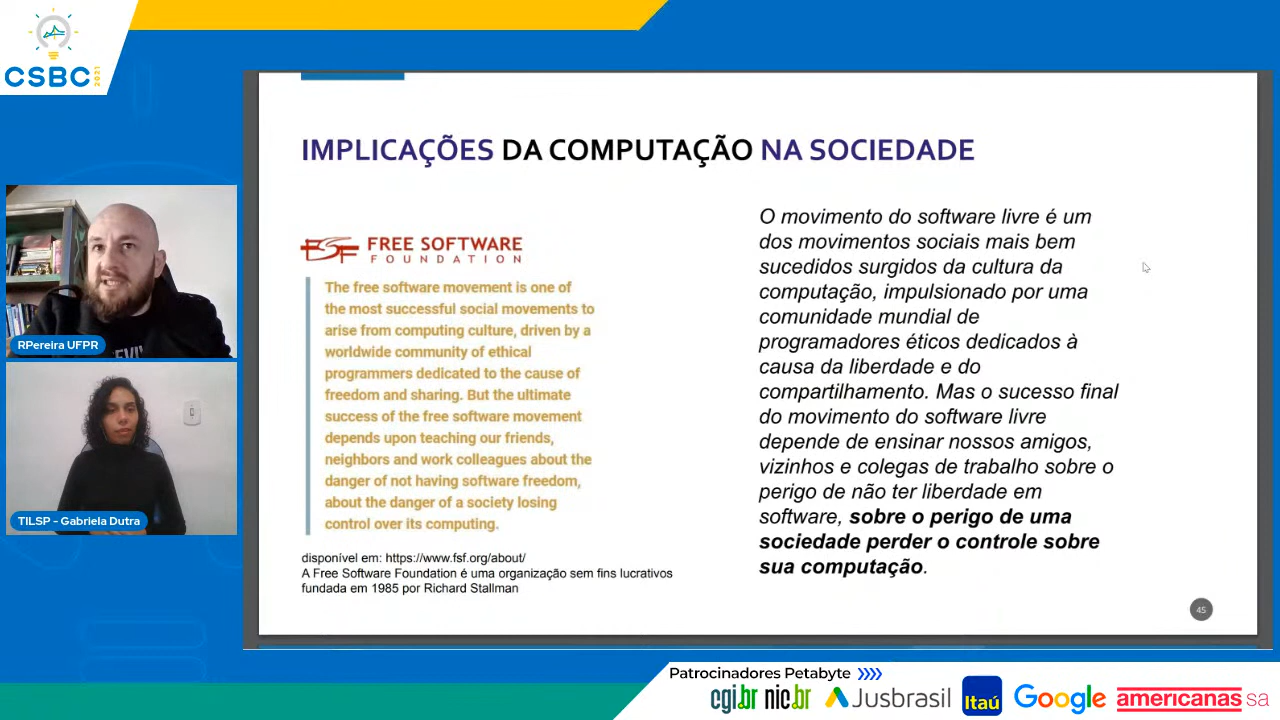 CSBC 2021
IMPLICAÇÕES DA COMPUTAÇÃO NA SOCIEDADE
FSF FREE SOFTWARE
FOUNDATION
The free software movement is one of
the most successful social movements to
arise from computing culture, driven by a
worldwide community of ethical
programmers dedicated to the cause of
freedom and sharing. But the ultimate
success of the free software movement
depends upon teaching our friends,
neighbors and work colleagues about the
danger of not having software freedom,
about the danger of a society losing
control over its computing.
disponível em: https://www.fsf.org/about/
A Free Software Foundation é uma organização sem fins lucrativos
fundada em 1985 por Richard Stallman
O movimento do software livre é um
dos movimentos sociais mais bem
sucedidos surgidos da cultura da
computação, impulsionado por uma
comunidade mundial de
programadores éticos dedicados à
causa da liberdade e do
compartilhamento. Mas o sucesso final
do movimento do software livre
depende de ensinar nossos amigos,
vizinhos e colegas de trabalho sobre o
perigo de não ter liberdade em
software, sobre o perigo de uma
sociedade perder o controle sobre
sua computação.
45
RPereira UFPR
TILSP - Gabriela Dutra
Patrocinadores Petabyte
cgi.br nic.br Jusbrasil Itaú Google americanas sa